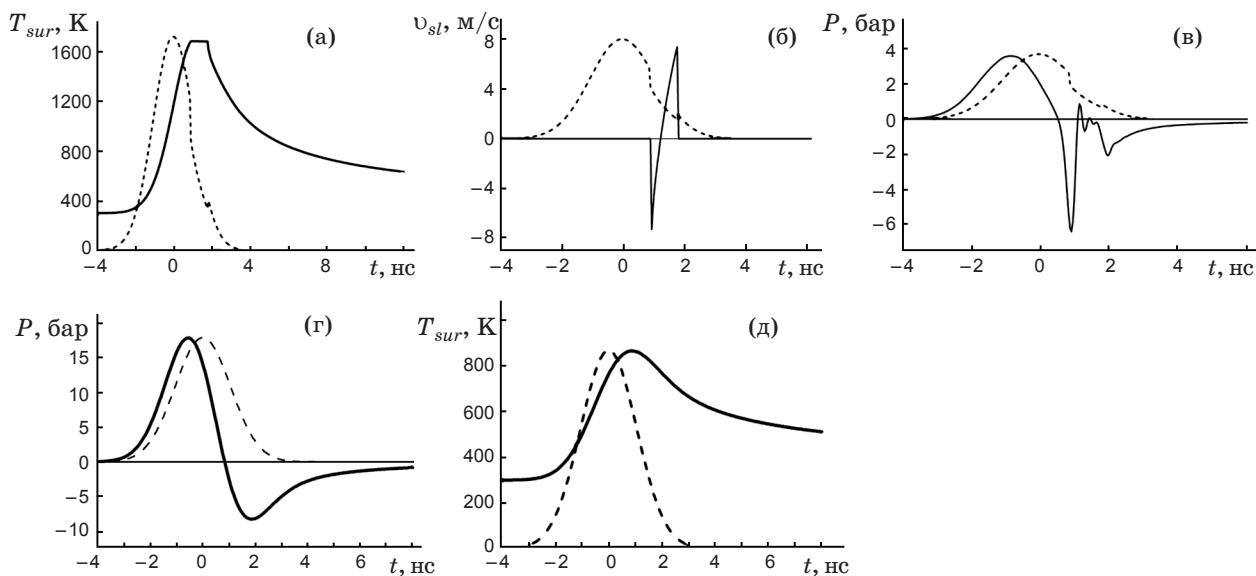 T_sur, К (а)
1600
1200
800
400
0
−4 0 4 8 t, нс
υ_sl, м/с (б)
8
4
0
−4
−8
−4 −2 0 2 4 t, нс
P, бар (в)
4
2
0
−2
−4
−6
−4 −2 0 2 4 t, нс
P, бар (г)
15
10
5
0
−5
−10
−4 −2 0 2 4 6 t, нс
T_sur, К (д)
800
600
400
200
0
−4 −2 0 2 4 6 t, нс